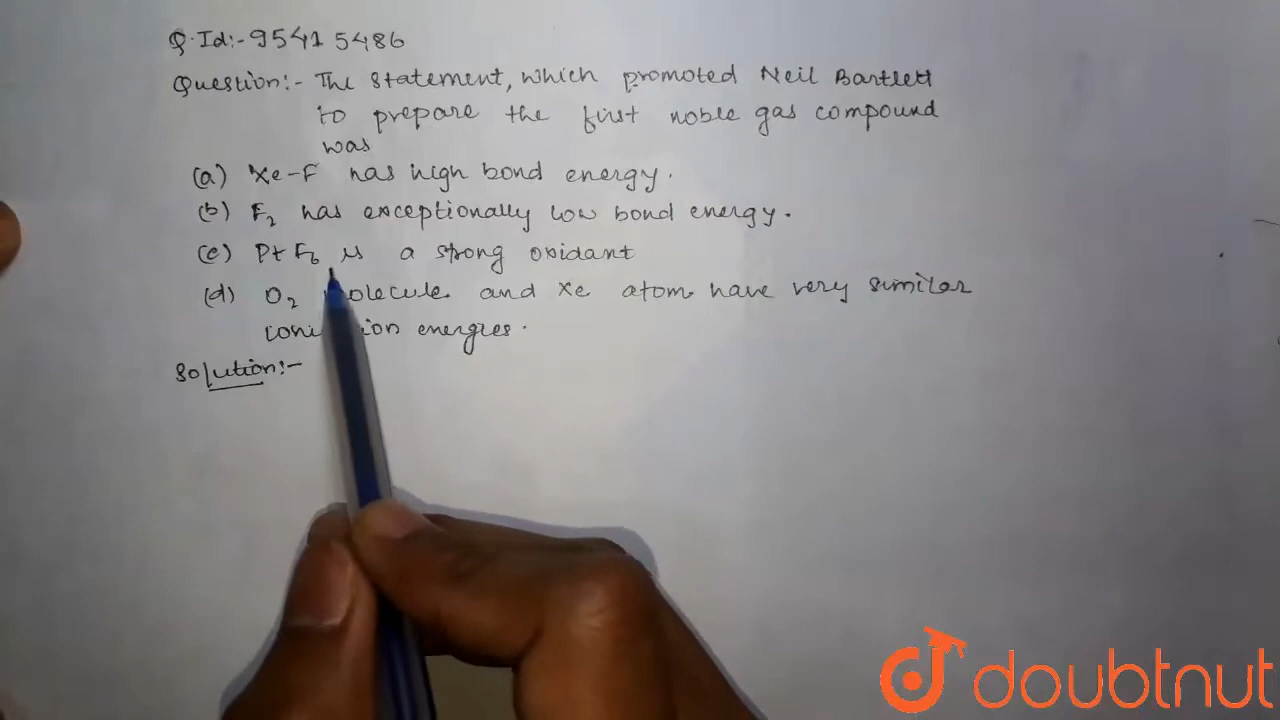 Q.Id:-95415486
Question:- The statement, which promoted Neil Bartlett
to prepare the first noble gas compound
was
(a) Xe-F has high bond energy.
(b) F₂ has exceptionally low bond energy.
(c) PtF₆ is a strong oxidant
(d) O₂ molecule and Xe atom have very similar
energies.
Solution:-
doubtnut